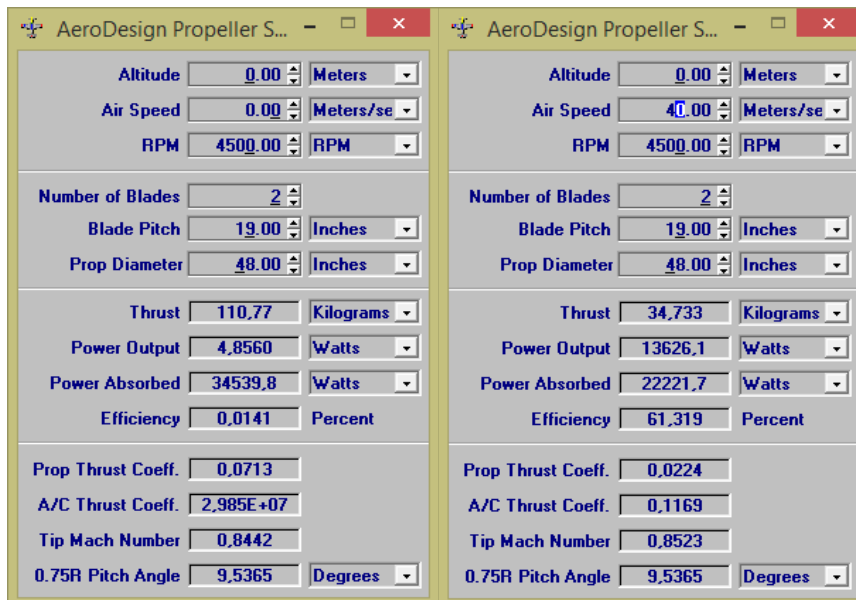 AeroDesign Propeller S...
Altitude 0.00 Meters
Air Speed 0.00 Meters/se
RPM 4500.00 RPM
Number of Blades 2
Blade Pitch 19.00 Inches
Prop Diameter 48.00 Inches
Thrust 110,77 Kilograms
Power Output 4,8560 Watts
Power Absorbed 34539,8 Watts
Efficiency 0,0141 Percent
Prop Thrust Coeff. 0,0713
A/C Thrust Coeff. 2,985E+07
Tip Mach Number 0,8442
0.75R Pitch Angle 9,5365 Degrees
AeroDesign Propeller S...
Altitude 0.00 Meters
Air Speed 40.00 Meters/se
RPM 4500.00 RPM
Number of Blades 2
Blade Pitch 19.00 Inches
Prop Diameter 48.00 Inches
Thrust 34,733 Kilograms
Power Output 13626,1 Watts
Power Absorbed 22221,7 Watts
Efficiency 61,319 Percent
Prop Thrust Coeff. 0,0224
A/C Thrust Coeff. 0,1169
Tip Mach Number 0,8523
0.75R Pitch Angle 9,5365 Degrees